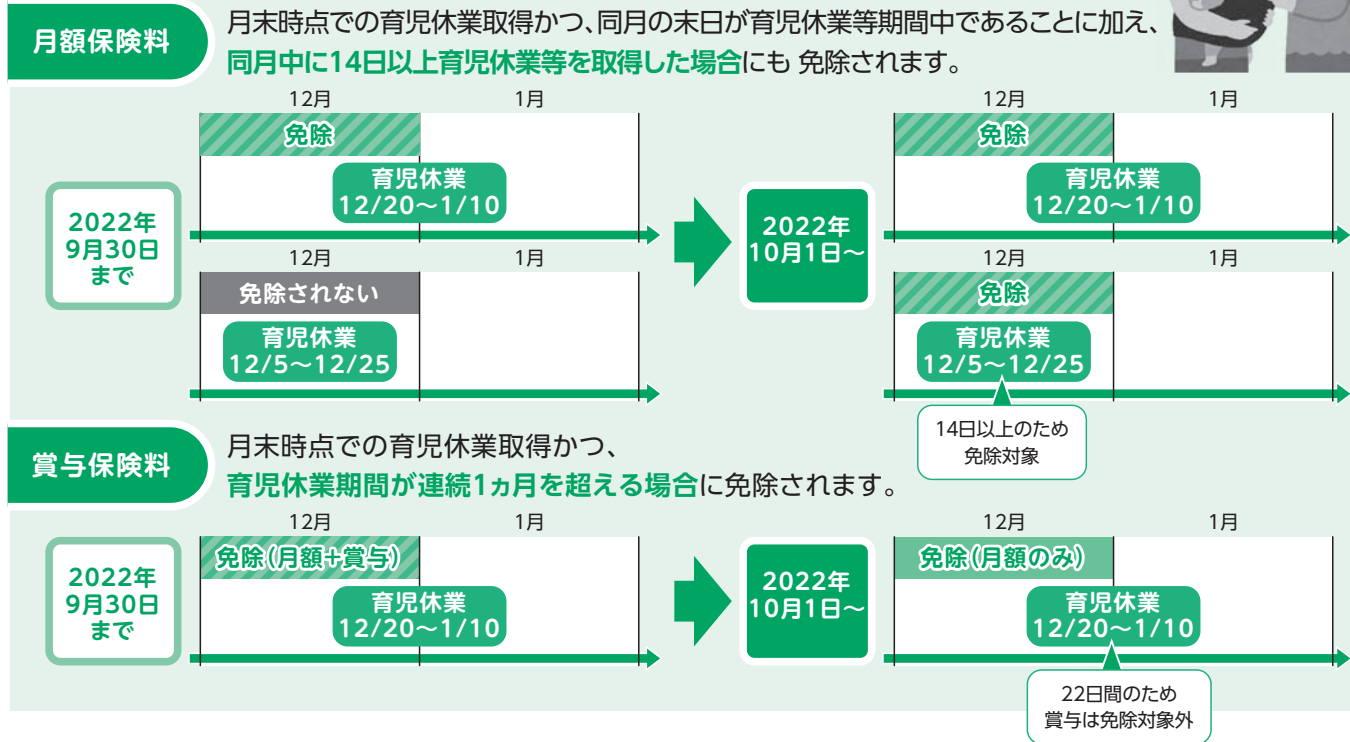 月額保険料
月末時点での育児休業取得かつ、同月の末日が育児休業等期間中であることに加え、
同月中に14日以上育児休業等を取得した場合にも 免除されます。
2022年
9月30日
まで
12月
1月
免除
育児休業
12/20〜1/10
12月
1月
免除されない
育児休業
12/5〜12/25
2022年
10月1日〜
12月
1月
免除
育児休業
12/20〜1/10
12月
1月
免除
育児休業
12/5〜12/25
14日以上のため
免除対象
賞与保険料
月末時点での育児休業取得かつ、
育児休業期間が連続1ヵ月を超える場合に免除されます。
2022年
9月30日
まで
12月
1月
免除(月額+賞与)
育児休業
12/20〜1/10
2022年
10月1日〜
12月
1月
免除(月額のみ)
育児休業
12/20〜1/10
22日間のため
賞与は免除対象外